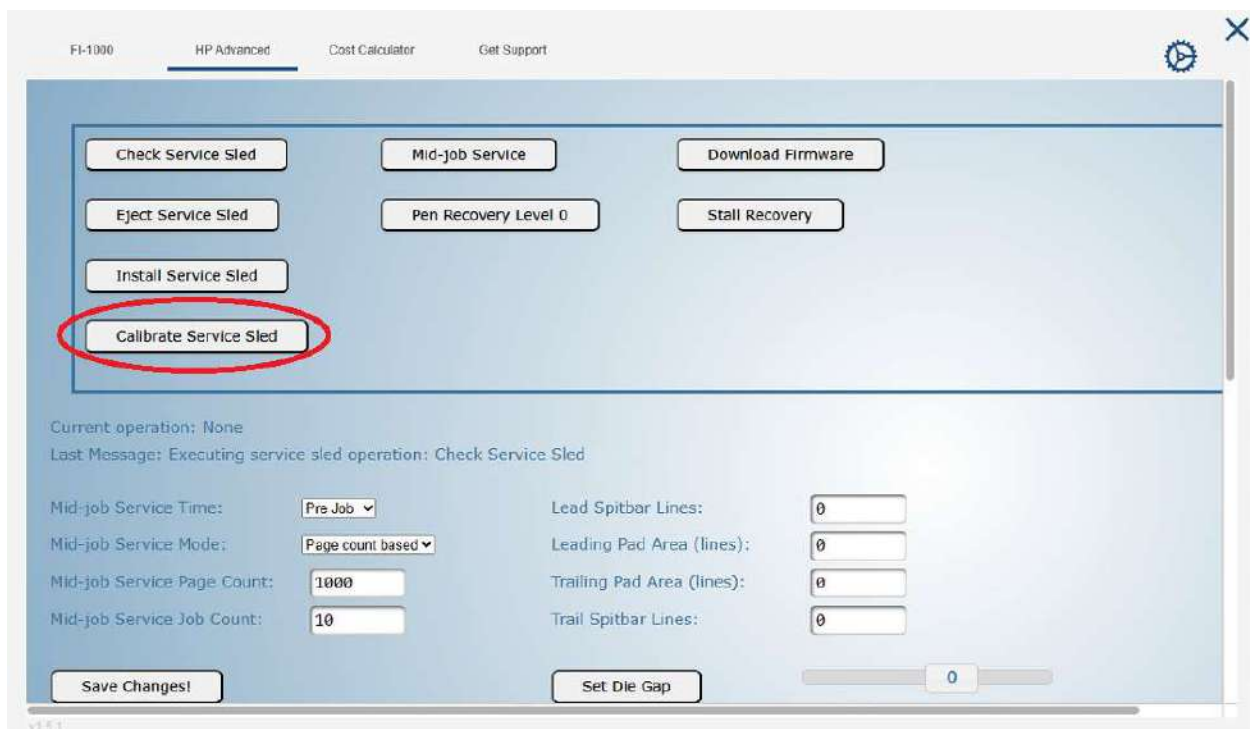 FI-1000 HP Advanced Cost Calculator Get Support
Check Service Sled Mid-job Service Download Firmware
Eject Service Sled Pen Recovery Level 0 Stall Recovery
Install Service Sled
Calibrate Service Sled
Current operation: None
Last Message: Executing service sled operation: Check Service Sled
Mid-job Service Time: Pre Job Lead Spitbar Lines: 0
Mid-job Service Mode: Page count based Leading Pad Area (lines): 0
Mid-job Service Page Count: 1000 Trailing Pad Area (lines): 0
Mid-job Service Job Count: 10 Trail Spitbar Lines: 0
Save Changes! Set Die Gap 0
v1.5.1